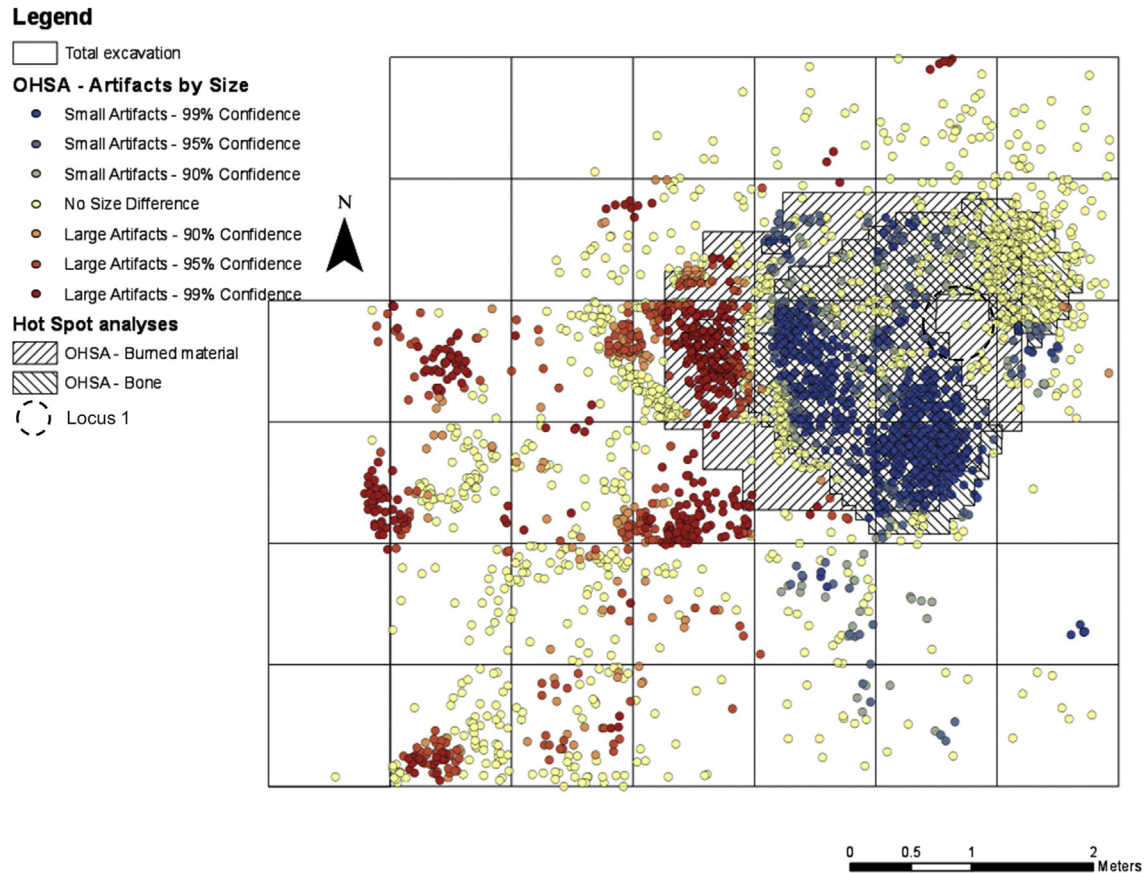 Legend
Total excavation
OHSA - Artifacts by Size
Small Artifacts - 99% Confidence
Small Artifacts - 95% Confidence
Small Artifacts - 90% Confidence
No Size Difference
Large Artifacts - 90% Confidence
Large Artifacts - 95% Confidence
Large Artifacts - 99% Confidence
Hot Spot analyses
OHSA - Burned material
OHSA - Bone
Locus 1
N
0 0.5 1 2
Meters